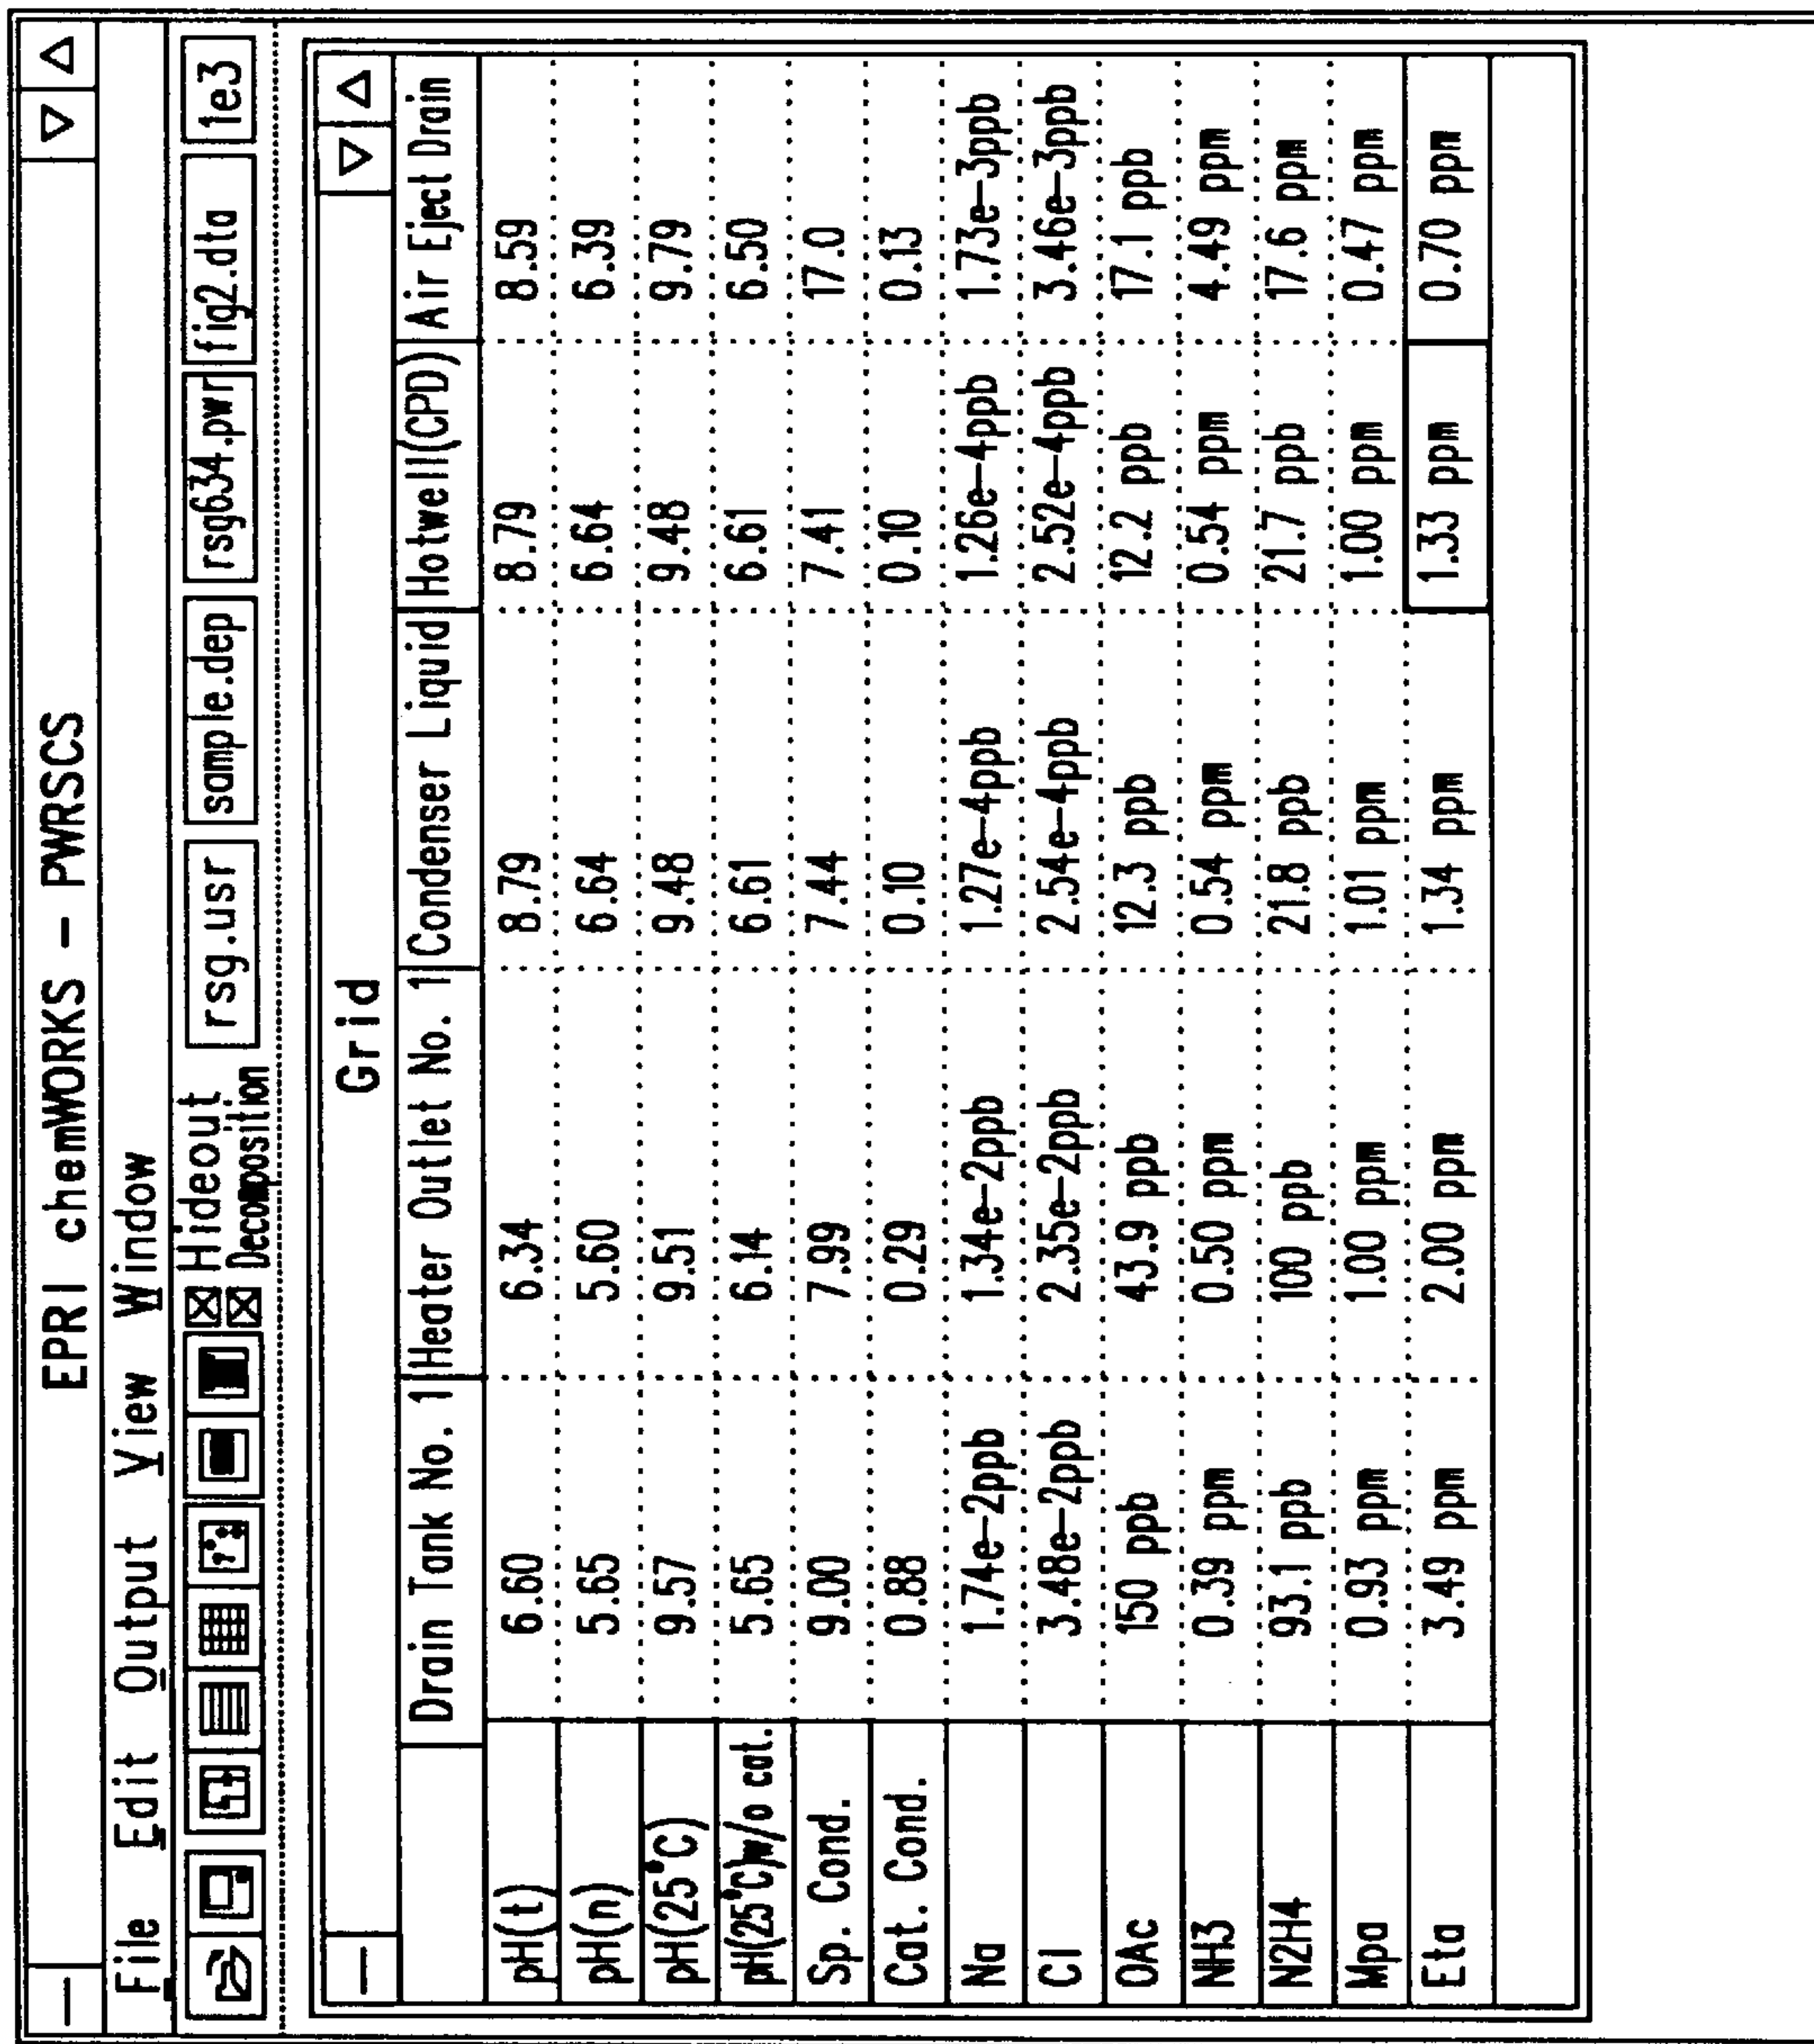 EPRI chemWORKS - PWRSCS
File Edit Output View Window
Hideout
Decomposition
rsg.usr sample.dep rsg634.pwr fig2.dta 1e3
Grid
Drain Tank No. 1 Heater Outlet No. 1 Condenser Liquid Hotwell(CPD) Air Eject Drain
pH(t) 6.60 6.34 8.79 8.79 8.59
pH(n) 5.65 5.60 6.64 6.64 6.39
pH(25°C) 9.57 9.51 9.48 9.48 9.79
pH(25°C)w/o cat. 5.65 6.14 6.61 6.61 6.50
Sp. Cond. 9.00 7.99 7.44 7.41 17.0
Cat. Cond. 0.88 0.29 0.10 0.10 0.13
Na 1.74e-2ppb 1.34e-2ppb 1.27e-4ppb 1.26e-4ppb 1.73e-3ppb
Cl 3.48e-2ppb 2.35e-2ppb 2.54e-4ppb 2.52e-4ppb 3.46e-3ppb
OAc 150 ppb 43.9 ppb 12.3 ppb 12.2 ppb 17.1 ppb
NH3 0.39 ppm 0.50 ppm 0.54 ppm 0.54 ppm 4.49 ppm
N2H4 93.1 ppb 100 ppb 21.8 ppb 21.7 ppb 17.6 ppm
Mpa 0.93 ppm 1.00 ppm 1.01 ppm 1.00 ppm 0.47 ppm
Eta 3.49 ppm 2.00 ppm 1.34 ppm 1.33 ppm 0.70 ppm